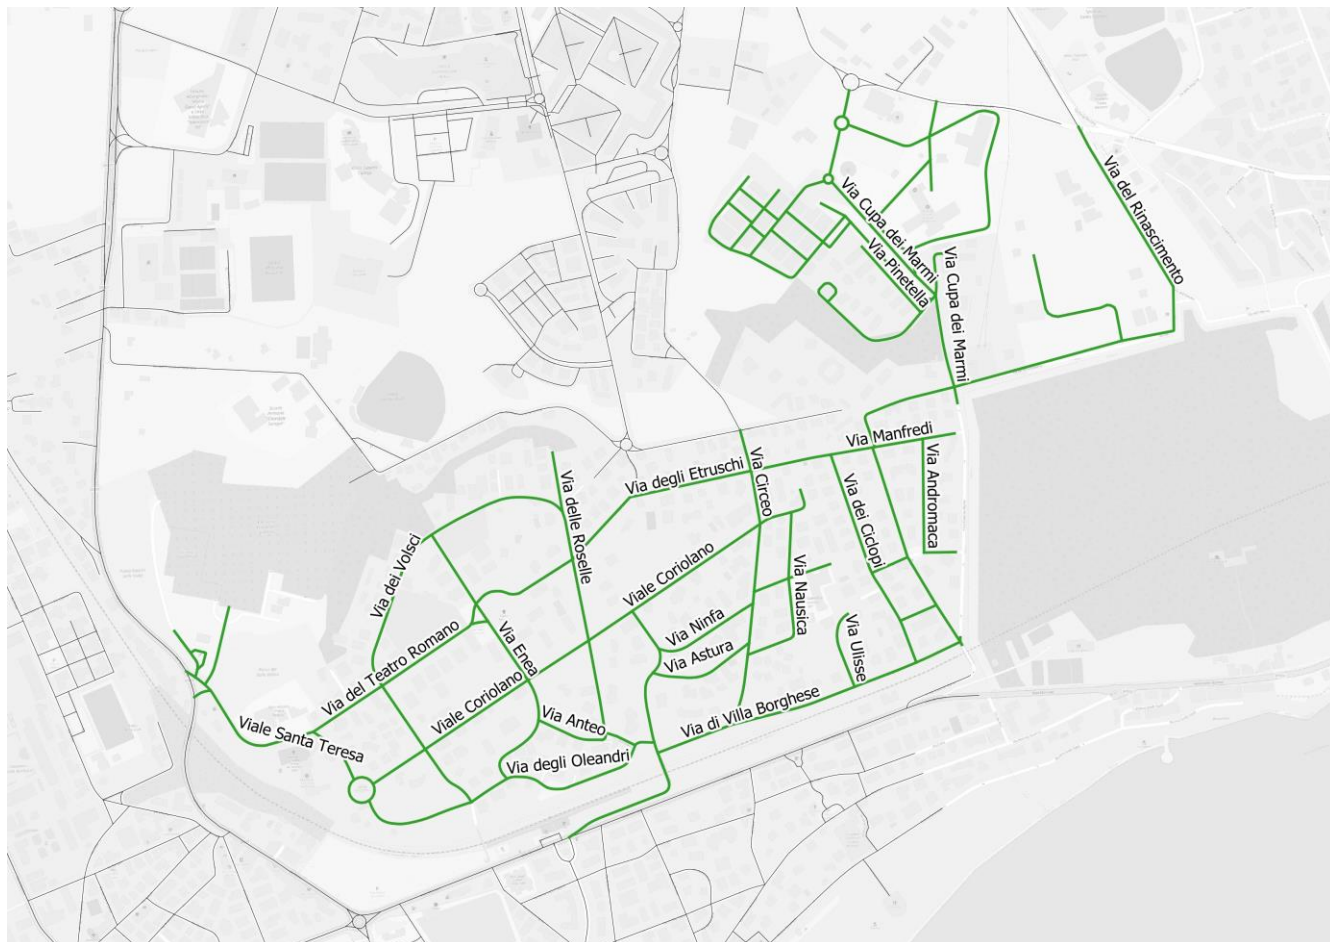 Via Cupa dei Marmi
Via del Rinascimento
Via Pinetella
Via Cupa dei Marmi
Via Manfredi
Via degli Etruschi
Via Circeo
Via delle Roselle
Via Andromaca
Via dei Ciclopi
Via dei Volsci
Viale Coriolano
Via Nausica
Via Ninfa
Via Enea
Via del Teatro Romano
Via Astura
Via Ulisse
Viale Coriolano
Via Anteo
Via di Villa Borghese
Viale Santa Teresa
Via degli Oleandri